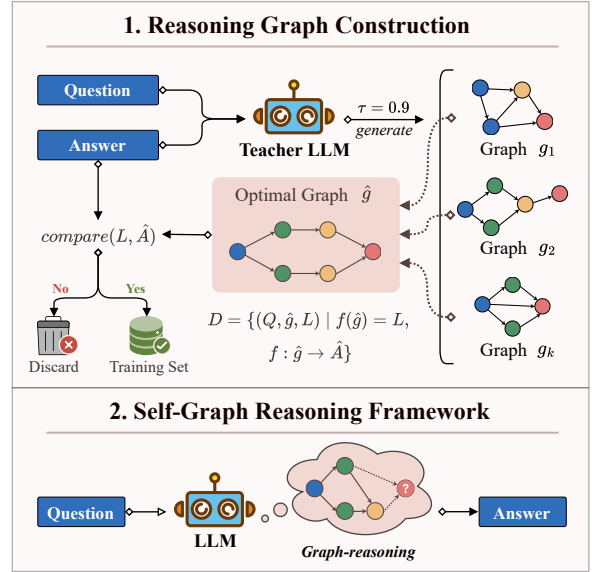 1. Reasoning Graph Construction
Question
Answer
Teacher LLM
τ = 0.9
generate
Graph g₁
Graph g₂
Graph gₖ
Optimal Graph ĝ
compare(L, Â)
No
Yes
Discard
Training Set
D = {(Q, ĝ, L) | f(ĝ) = L,
f : ĝ → Â}
2. Self-Graph Reasoning Framework
Question
LLM
?
Graph-reasoning
Answer